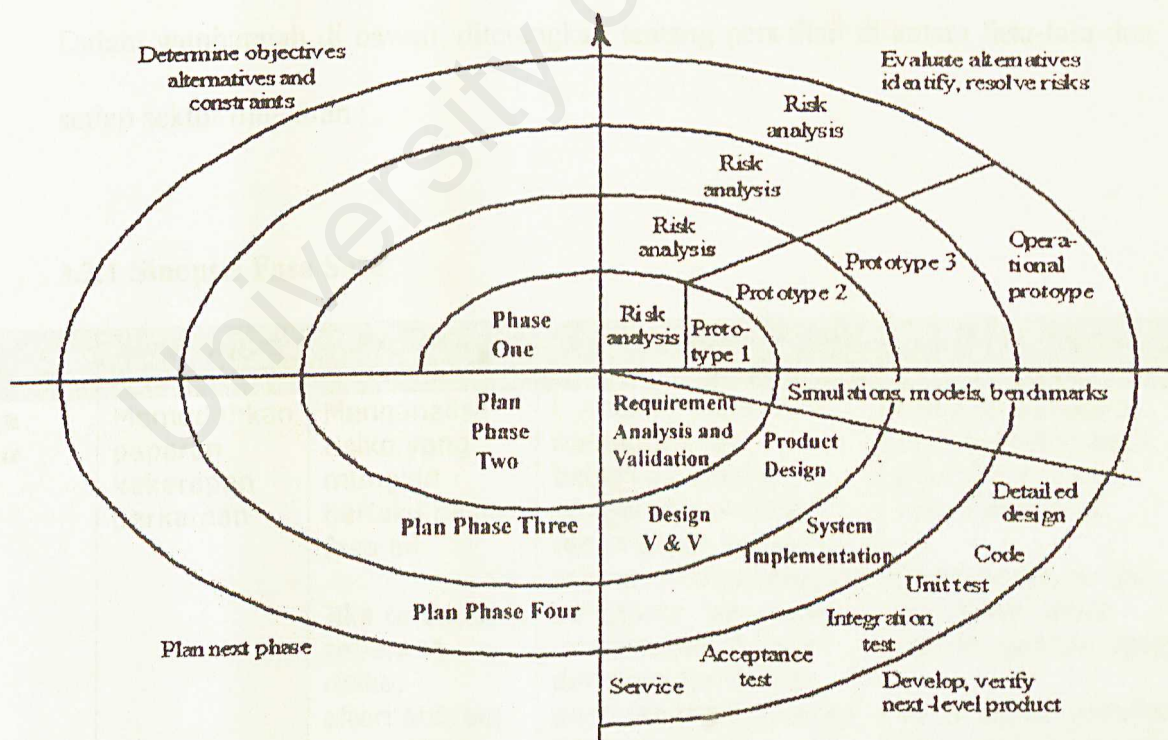 Determine objectives
alternatives and
constraints
Evaluate alternatives
identify, resolve risks
Risk
analysis
Risk
analysis
Risk
analysis
Opera-
tional
protoype
Prototype 3
Prototype 2
Phase
One
Risk
analysis
Proto-
type 1
Simulations, models, benchmarks
Plan
Phase
Two
Requirement
Analysis and
Validation
Product
Design
Detailed
design
Plan Phase Three
Design
V & V
System
Implementation
Code
Unit test
Plan Phase Four
Integration
test
Plan next phase
Acceptance
test
Service
Develop, verify
next-level product
University